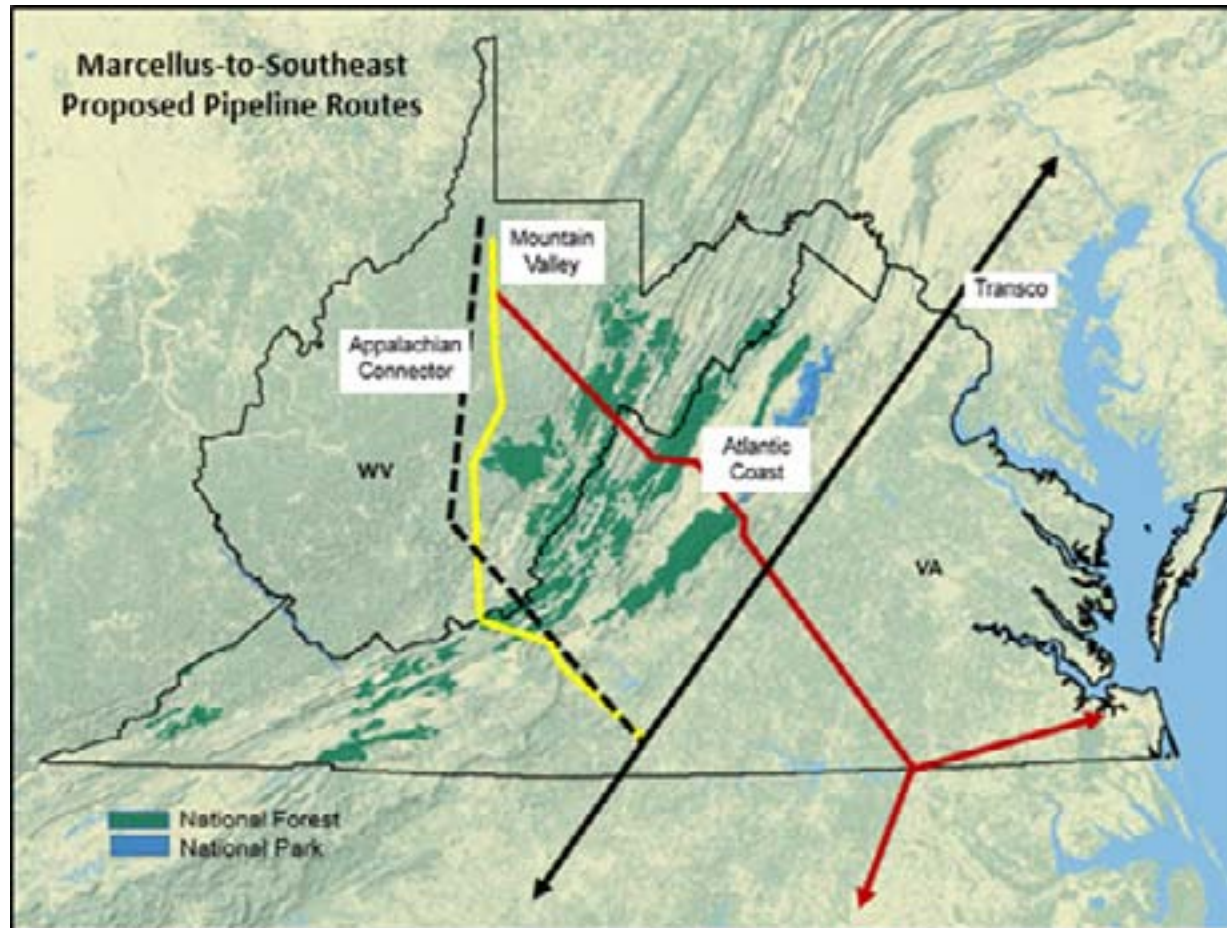 Marcellus-to-Southeast
Proposed Pipeline Routes
Mountain
Valley
Transco
Appalachian
Connector
Atlantic
Coast
WV
VA
National Forest
National Park